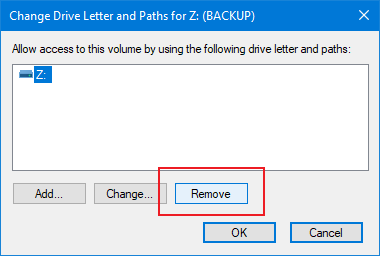 Change Drive Letter and Paths for Z: (BACKUP)
Allow access to this volume by using the following drive letter and paths:
Z:
Add... Change... Remove
OK Cancel